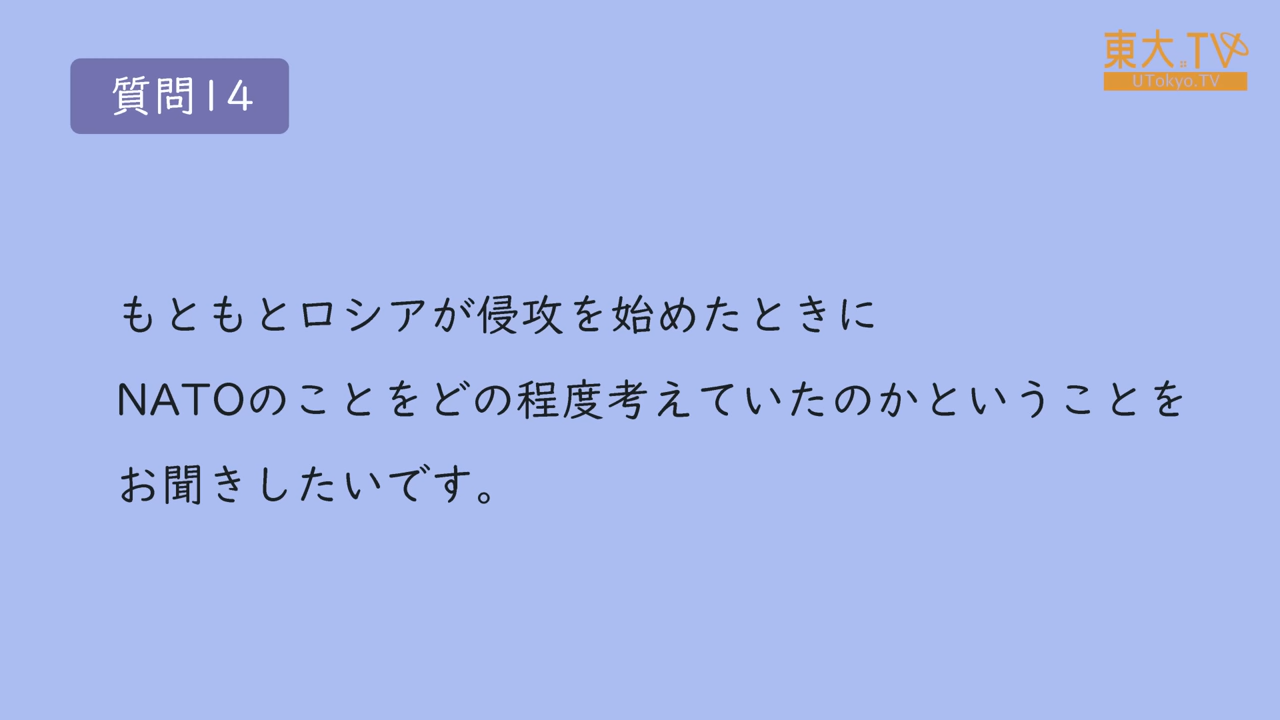 質問14
東大.TV
UTokyo.TV
もともとロシアが侵攻を始めたときに
NATOのことをどの程度考えていたのかということを
お聞きしたいです。